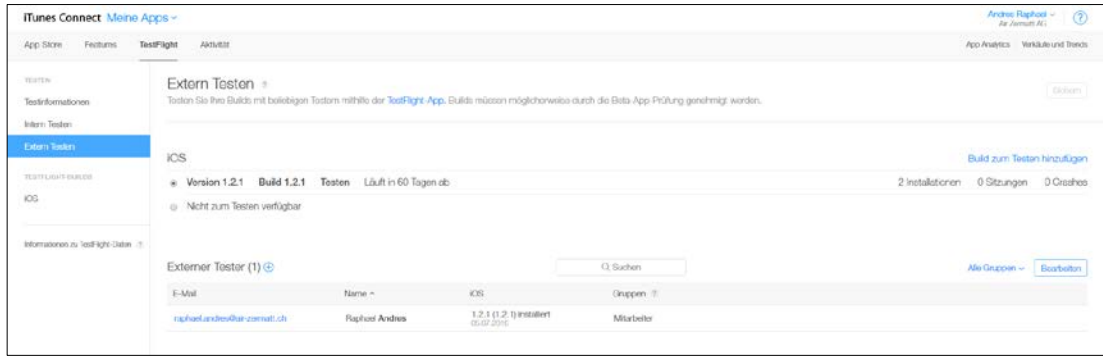 iTunes Connect Meine Apps
Andres Raphael
Air Zermatt AG
?
App Store Features TestFlight Aktivität
App Analytics Verkäufe und Trends
TESTEN
Testinformationen
Intern Testen
Extern Testen
TESTFLIGHT-BUILDS
iOS
Informationen zu TestFlight-Daten ?
Extern Testen ?
Testen Sie Ihre Builds mit beliebigen Testern mithilfe der TestFlight-App. Builds müssen möglicherweise durch die Beta-App-Prüfung genehmigt werden.
Sichern
iOS
Build zum Testen hinzufügen
Version 1.2.1 Build 1.2.1 Testen Läuft in 60 Tagen ab
2 Installationen 0 Sitzungen 0 Crashes
Nicht zum Testen verfügbar
Externer Tester (1)
Suchen
Alle Gruppen
Bearbeiten
E-Mail Name iOS Gruppen ?
raphael.andres@air-zermatt.ch Raphael Andres 1.2.1 (1.2.1) installiert Mitarbeiter
05.07.2016